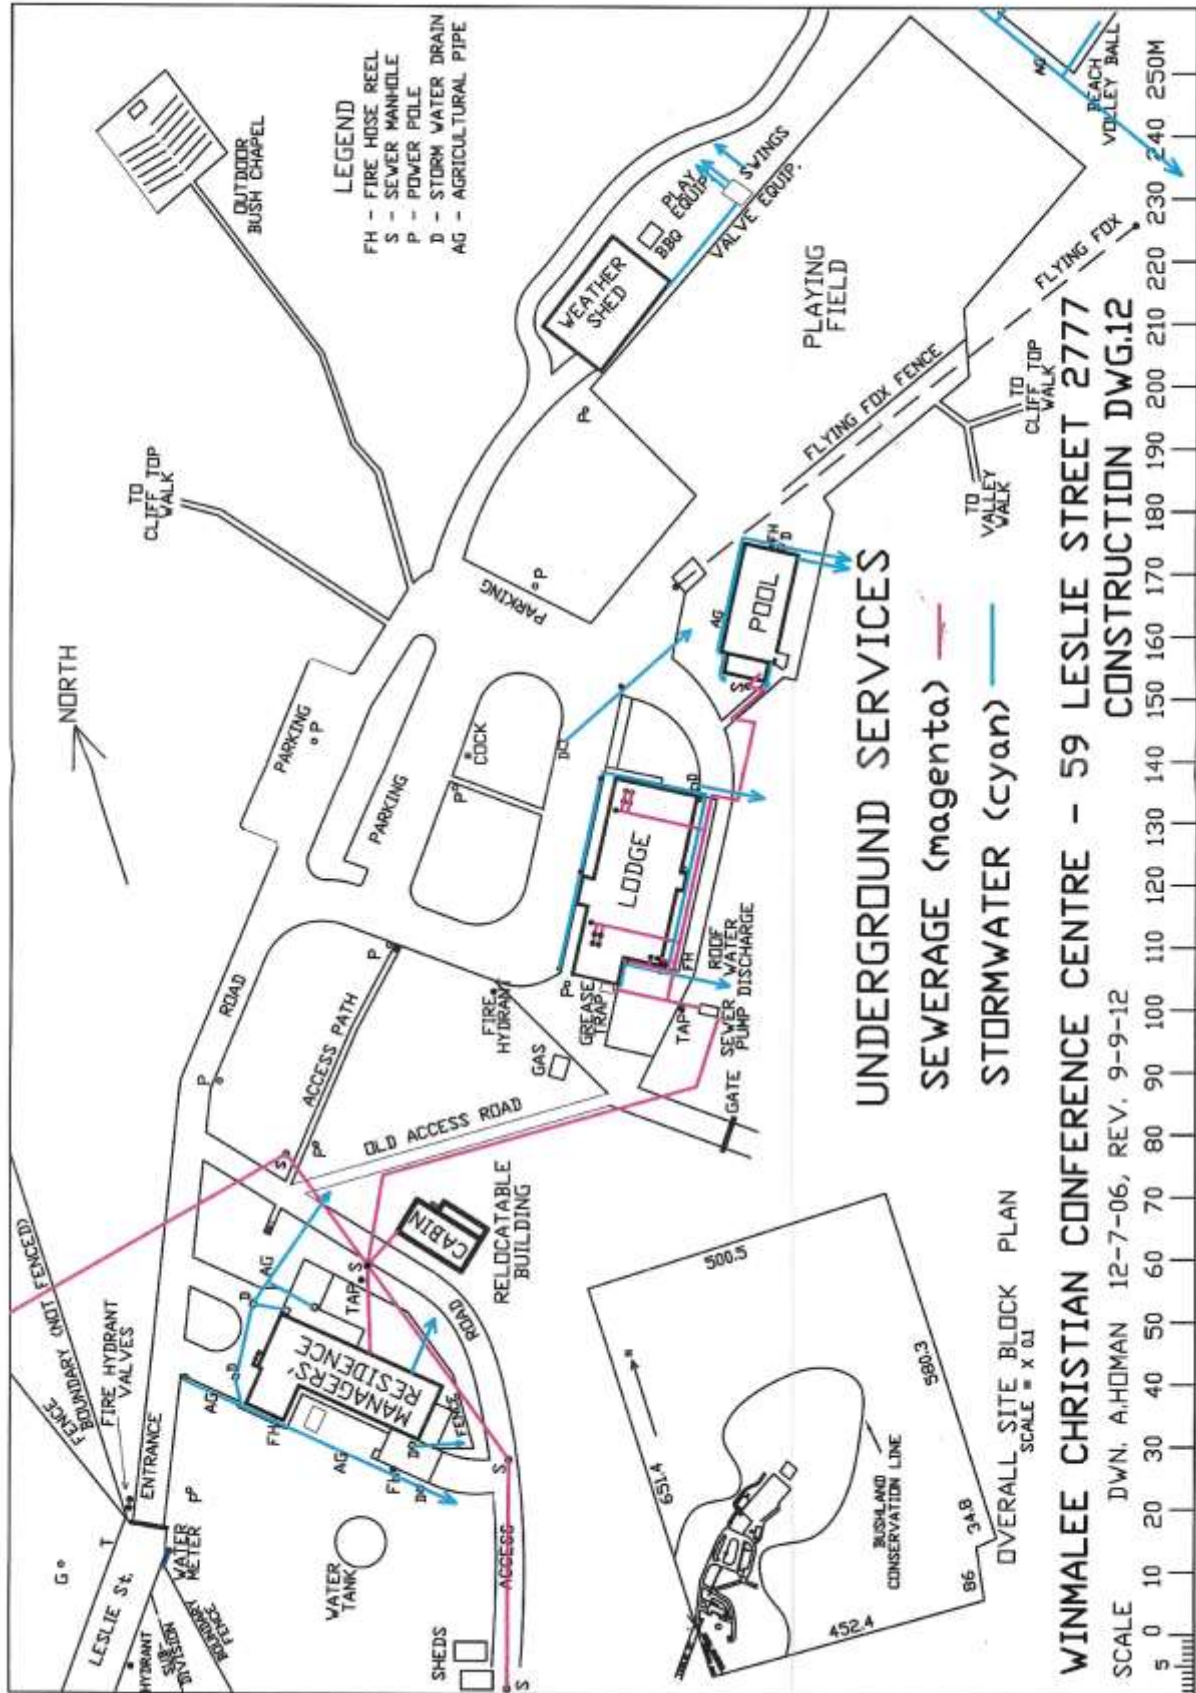 LEGEND
FH - FIRE HOSE REEL
S - SEWER MANHOLE
P - POWER POLE
D - STORM WATER DRAIN
AG - AGRICULTURAL PIPE
NORTH
OUTDOOR
BUSH CHAPEL
TO
CLIFF TOP
WALK
G
T
LESLIE St.
HYDRANT
SUB-
DIVISION
BOUNDARY
FENCE
WATER
METER
ENTRANCE
FENCE
BOUNDARY (NOT FENCED)
FIRE HYDRANT
VALVES
P
ROAD
P
ACCESS PATH
P
P
S
OLD ACCESS ROAD
PARKING
P
PARKING
P
COCK
D
PARKING
P
P
WEATHER
SHED
BBQ
PLAY
EQUIP.
SWINGS
VALVE EQUIP.
PLAYING
FIELD
AG
BEACH
VOLLEY BALL
FLYING FOX
FLYING FOX FENCE
TO
CLIFF TOP
WALK
TO
VALLEY
WALK
POOL
AG
FH
D
S
LODGE
D
P
FH
GREASE
TRAP
FIRE
HYDRANT
GAS
TAP
SEWER
PUMP
ROOF
WATER
DISCHARGE
GATE
CABIN
RELOCATABLE
BUILDING
MANAGERS'
RESIDENCE
D
AG
D
AG
TAP
S
ROAD
FENCE
FH
AG
FH
D
D
WATER
TANK
SHEDS
ACCESS
S
S
UNDERGROUND SERVICES
SEWERAGE (magenta)
STORMWATER (cyan)
651.4
500.5
580.3
34.8
86
452.4
BUSHLAND
CONSERVATION LINE
OVERALL SITE BLOCK PLAN
SCALE = X 0.1
WINMALEE CHRISTIAN CONFERENCE CENTRE - 59 LESLIE STREET 2777
DWN. A.HOMAN 12-7-06, REV. 9-9-12
CONSTRUCTION DWG.12
SCALE
5 0 10 20 30 40 50 60 70 80 90 100 110 120 130 140 150 160 170 180 190 200 210 220 230 240 250M